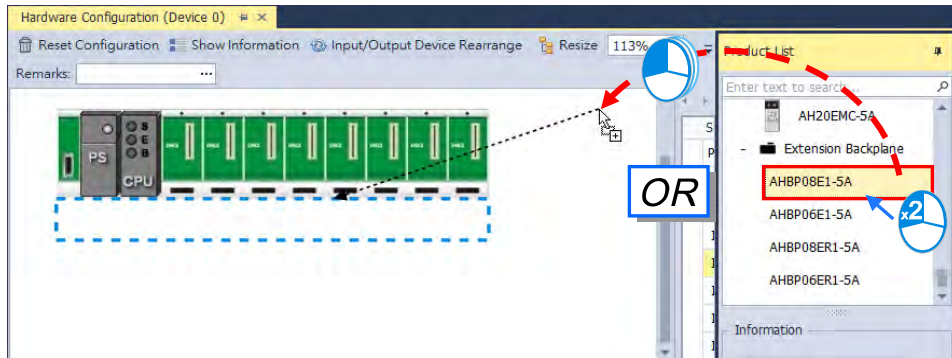 Hardware Configuration (Device 0)
Reset Configuration Show Information Input/Output Device Rearrange Resize 113%
Remarks: ...
Product List
Enter text to search...
AH20EMC-5A
Extension Backplane
AHBP08E1-5A
AHBP06E1-5A
AHBP08ER1-5A
AHBP06ER1-5A
Information
PS
CPU
S
E
B
OR
x2